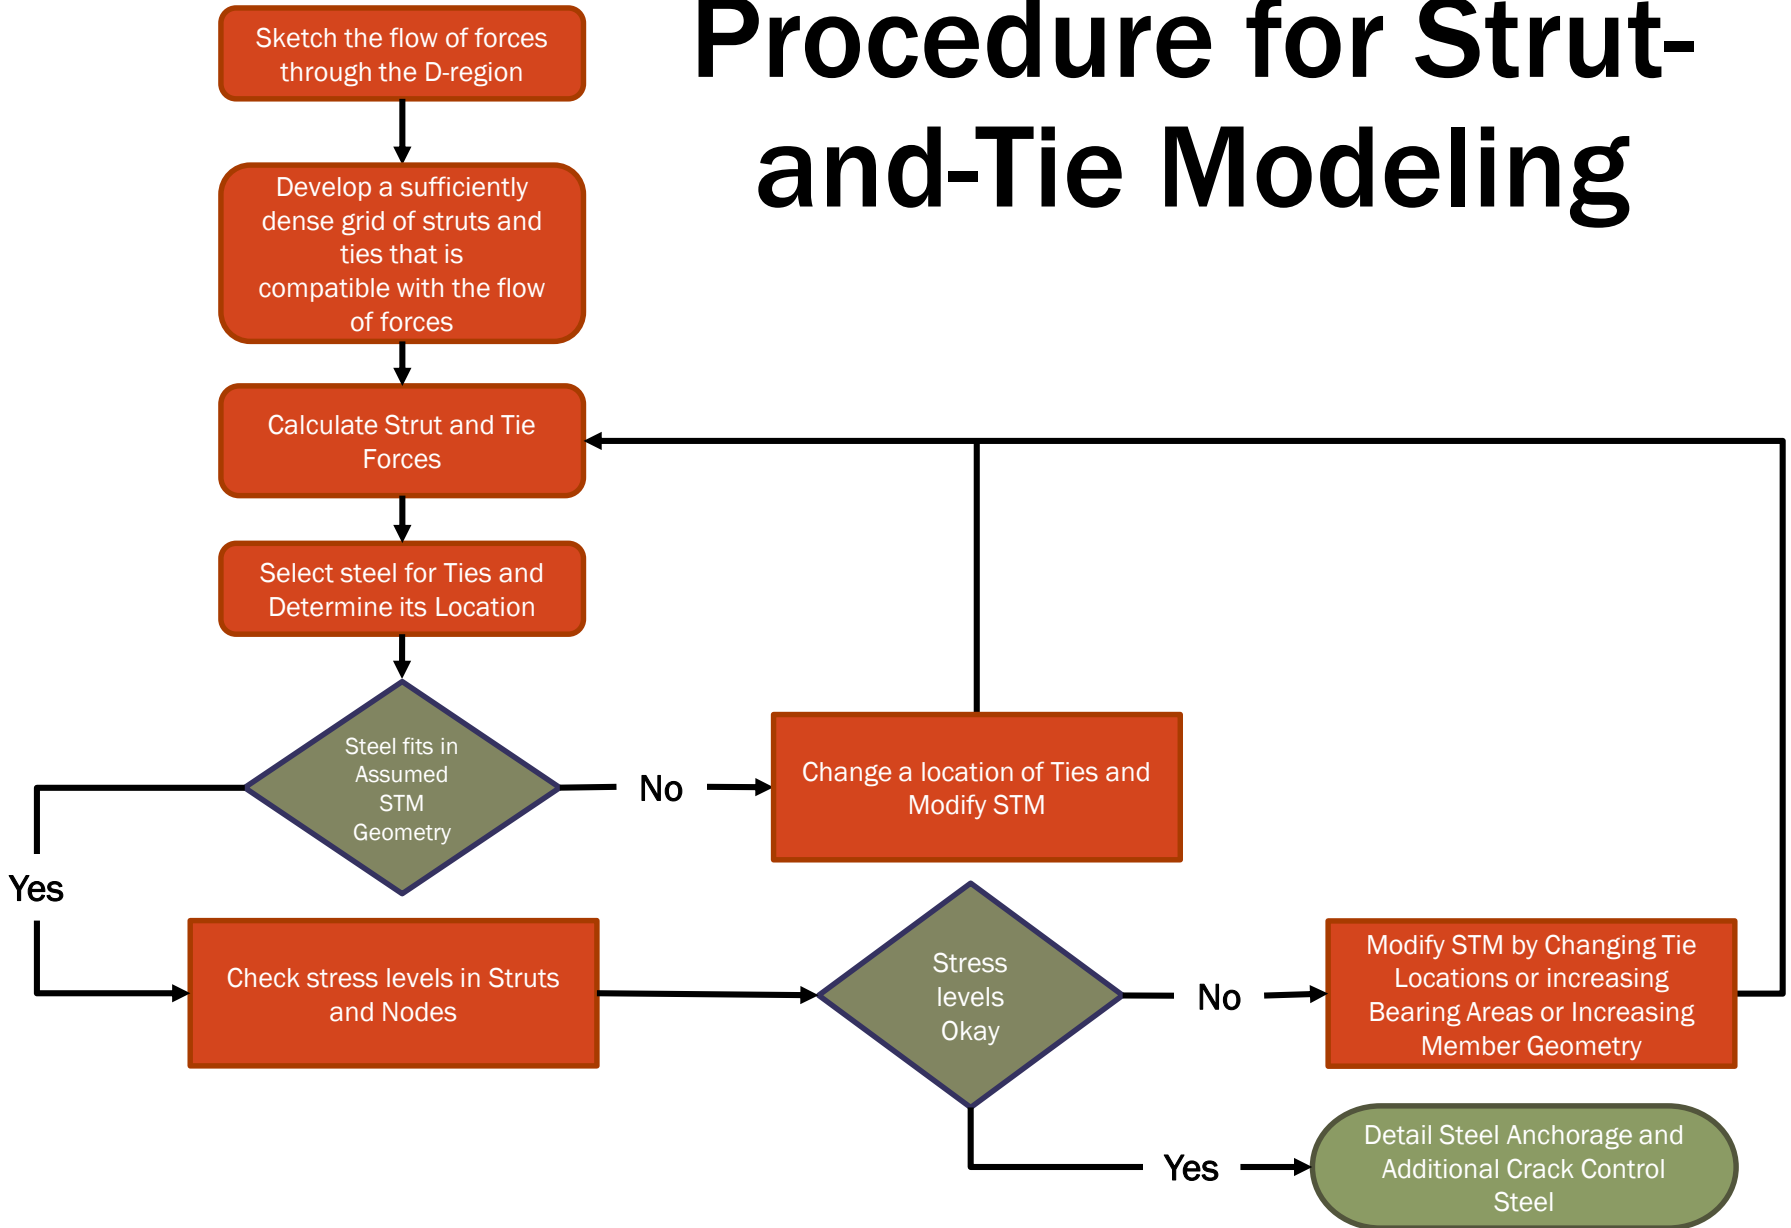 Procedure for Strut-
and-Tie Modeling
Sketch the flow of forces
through the D-region
Develop a sufficiently
dense grid of struts and
ties that is
compatible with the flow
of forces
Calculate Strut and Tie
Forces
Select steel for Ties and
Determine its Location
Steel fits in
Assumed
STM
Geometry
No
Change a location of Ties and
Modify STM
Yes
Check stress levels in Struts
and Nodes
Stress
levels
Okay
No
Modify STM by Changing Tie
Locations or increasing
Bearing Areas or Increasing
Member Geometry
Yes
Detail Steel Anchorage and
Additional Crack Control
Steel